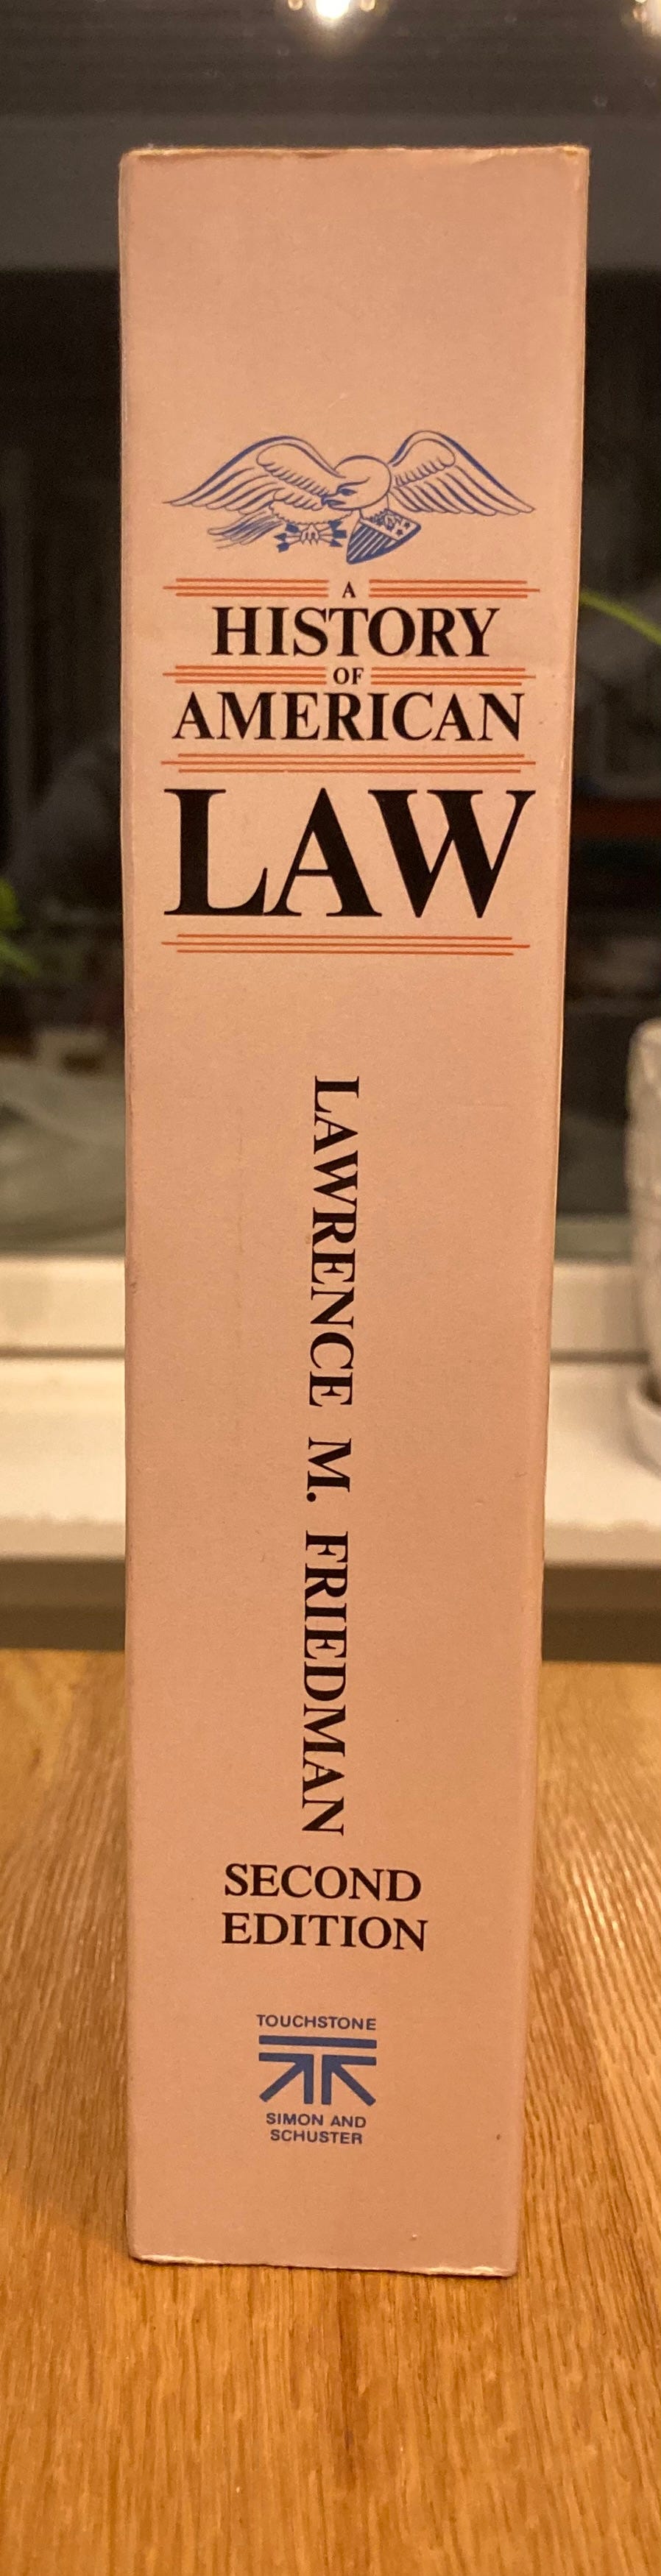 A
HISTORY
OF
AMERICAN
LAW
LAWRENCE M. FRIEDMAN
SECOND
EDITION
TOUCHSTONE
SIMON AND
SCHUSTER